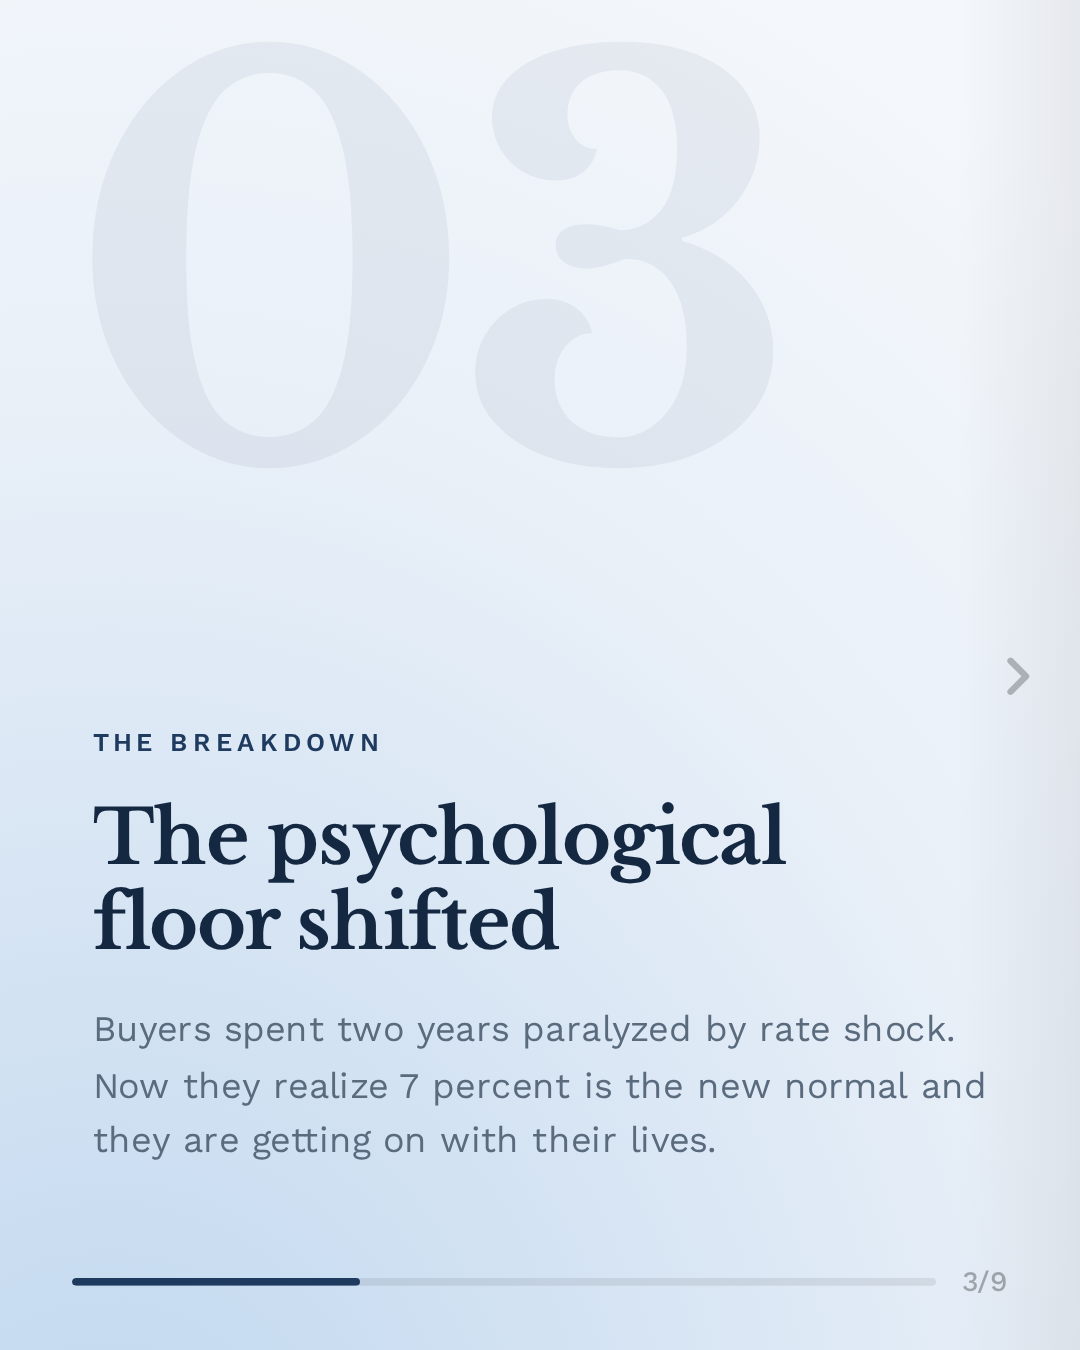 03
THE BREAKDOWN
The psychological
floor shifted
Buyers spent two years paralyzed by rate shock.
Now they realize 7 percent is the new normal and
they are getting on with their lives.
3/9